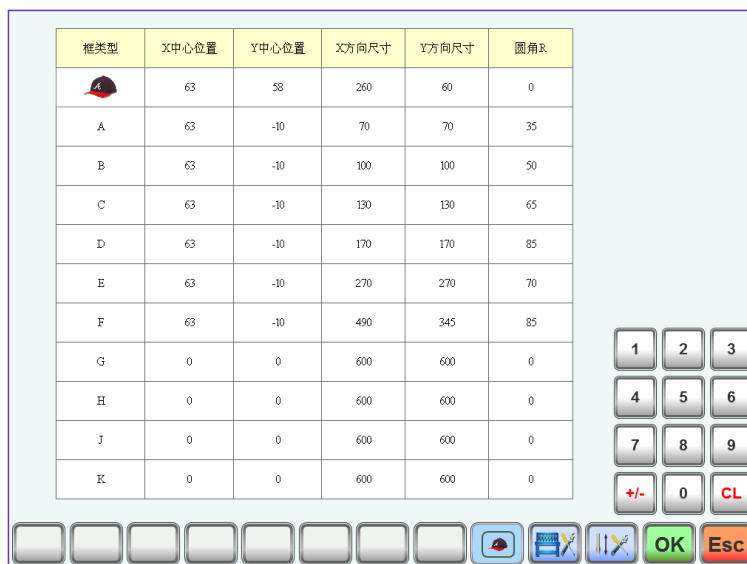 框类型 X中心位置 Y中心位置 X方向尺寸 Y方向尺寸 圆角R
63 58 260 60 0
A 63 -10 70 70 35
B 63 -10 100 100 50
C 63 -10 130 130 65
D 63 -10 170 170 85
E 63 -10 270 270 70
F 63 -10 490 345 85
G 0 0 600 600 0
H 0 0 600 600 0
J 0 0 600 600 0
K 0 0 600 600 0
1 2 3
4 5 6
7 8 9
+/- 0 CL
OK Esc